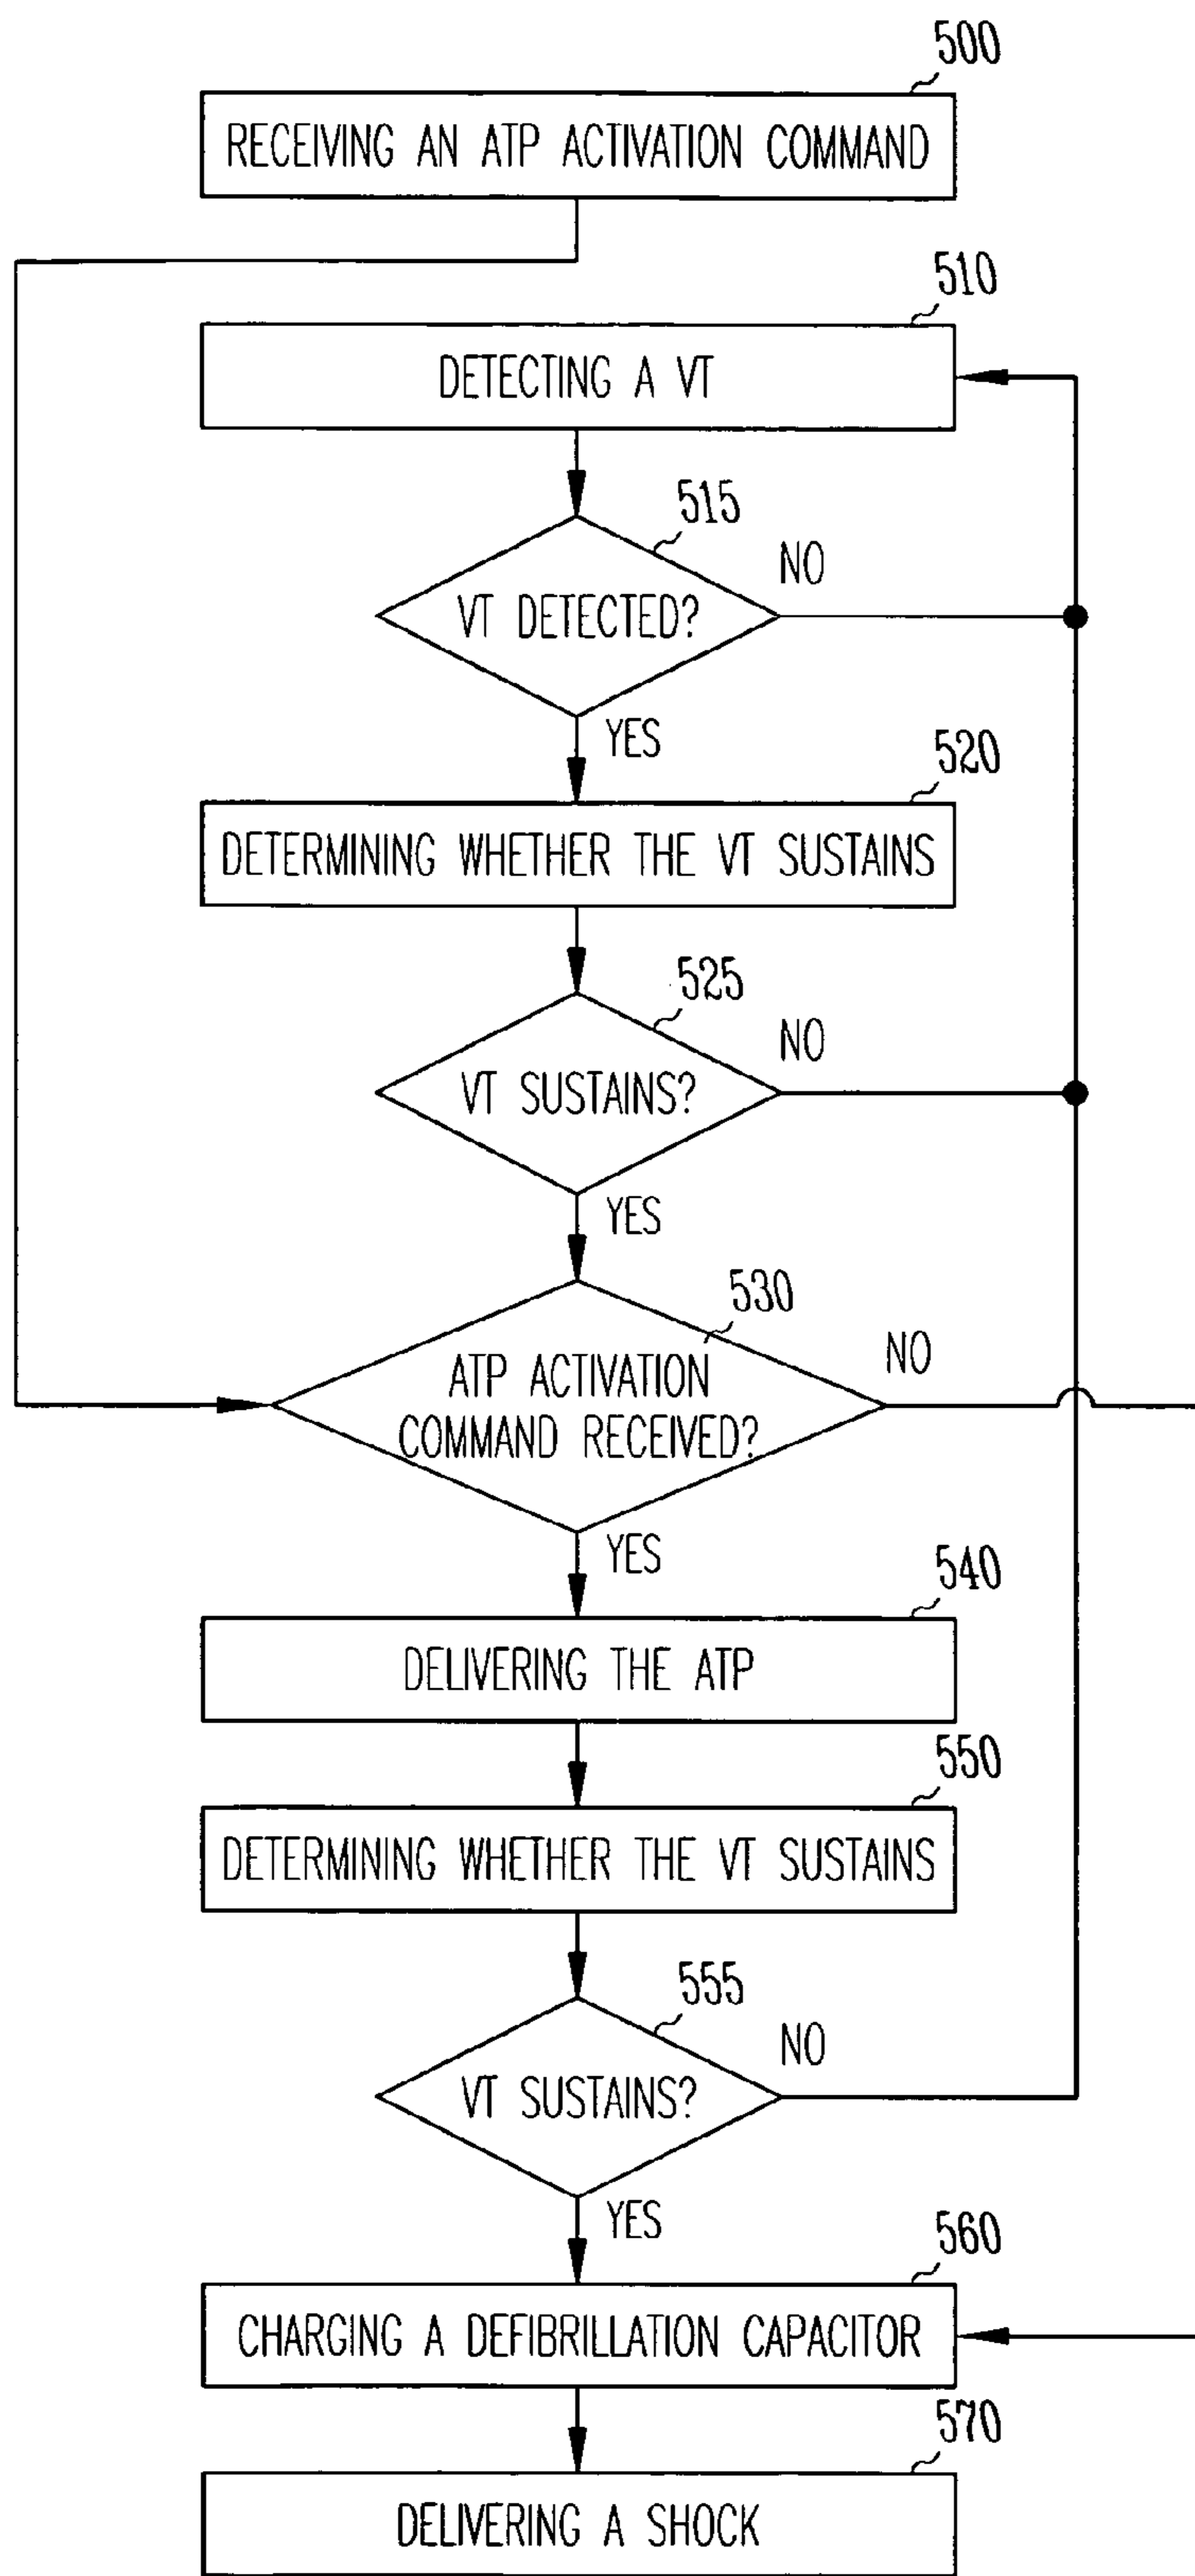 500
RECEIVING AN ATP ACTIVATION COMMAND
510
DETECTING A VT
515
VT DETECTED?
NO
YES
520
DETERMINING WHETHER THE VT SUSTAINS
525
VT SUSTAINS?
NO
YES
530
ATP ACTIVATION
COMMAND RECEIVED?
NO
YES
540
DELIVERING THE ATP
550
DETERMINING WHETHER THE VT SUSTAINS
555
VT SUSTAINS?
NO
YES
560
CHARGING A DEFIBRILLATION CAPACITOR
570
DELIVERING A SHOCK